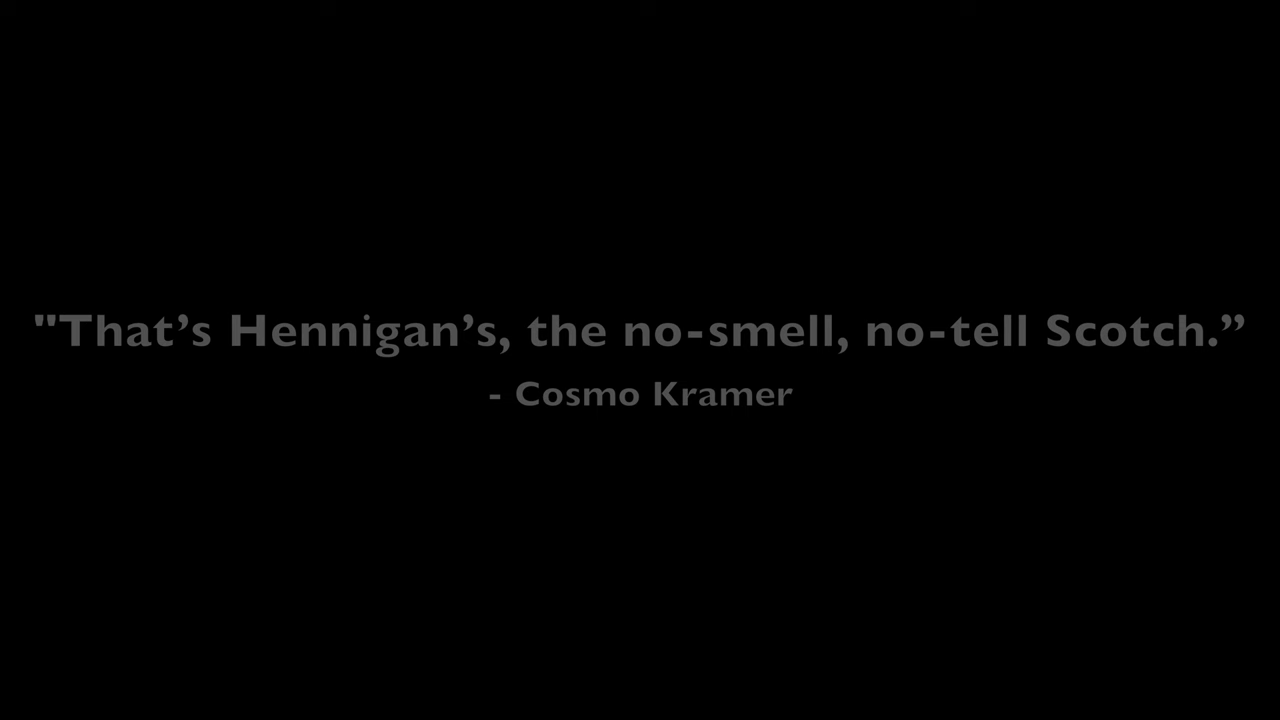 "That’s Hennigan’s, the no-smell, no-tell Scotch.”
- Cosmo Kramer